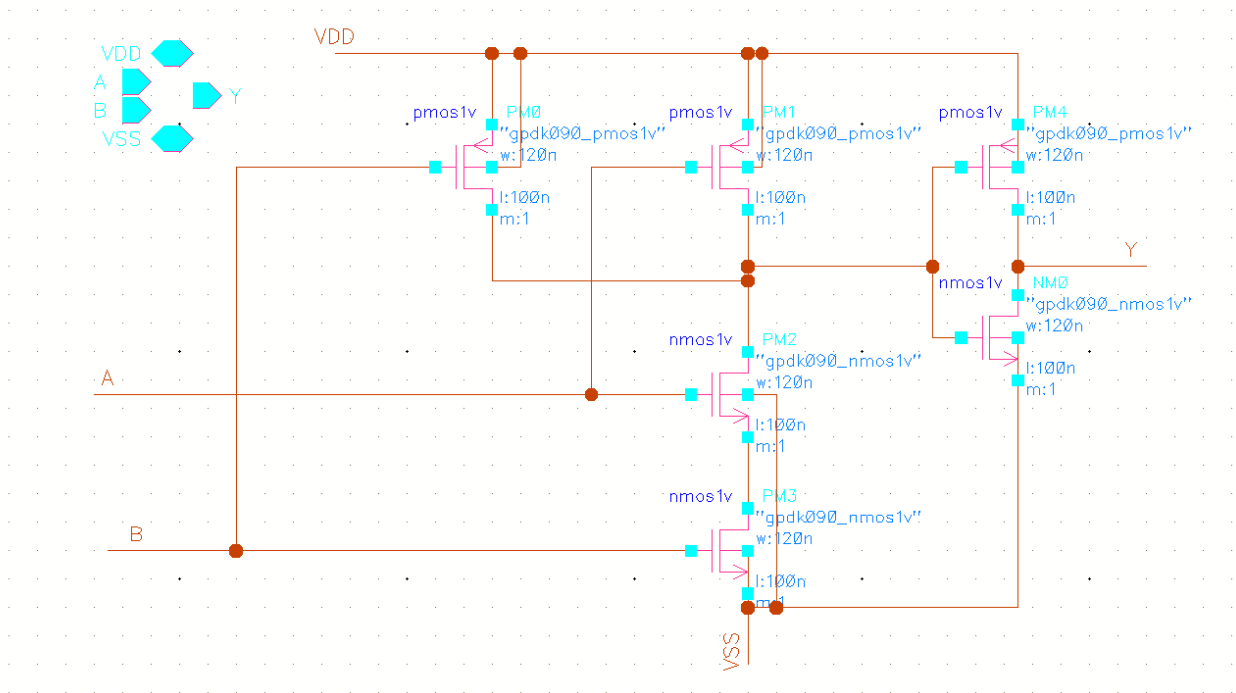 VDD
A
B
Y
VSS
VDD
pmos1v PM0
"gpdk090_pmos1v"
w:120n
l:100n
m:1
pmos1v PM1
"gpdk090_pmos1v"
w:120n
l:100n
m:1
pmos1v PM4
"gpdk090_pmos1v"
w:120n
l:100n
m:1
Y
nmos1v NM0
"gpdk090_nmos1v"
w:120n
l:100n
m:1
nmos1v PM2
"gpdk090_nmos1v"
w:120n
l:100n
m:1
A
nmos1v PM3
"gpdk090_nmos1v"
w:120n
l:100n
m:1
B
VSS